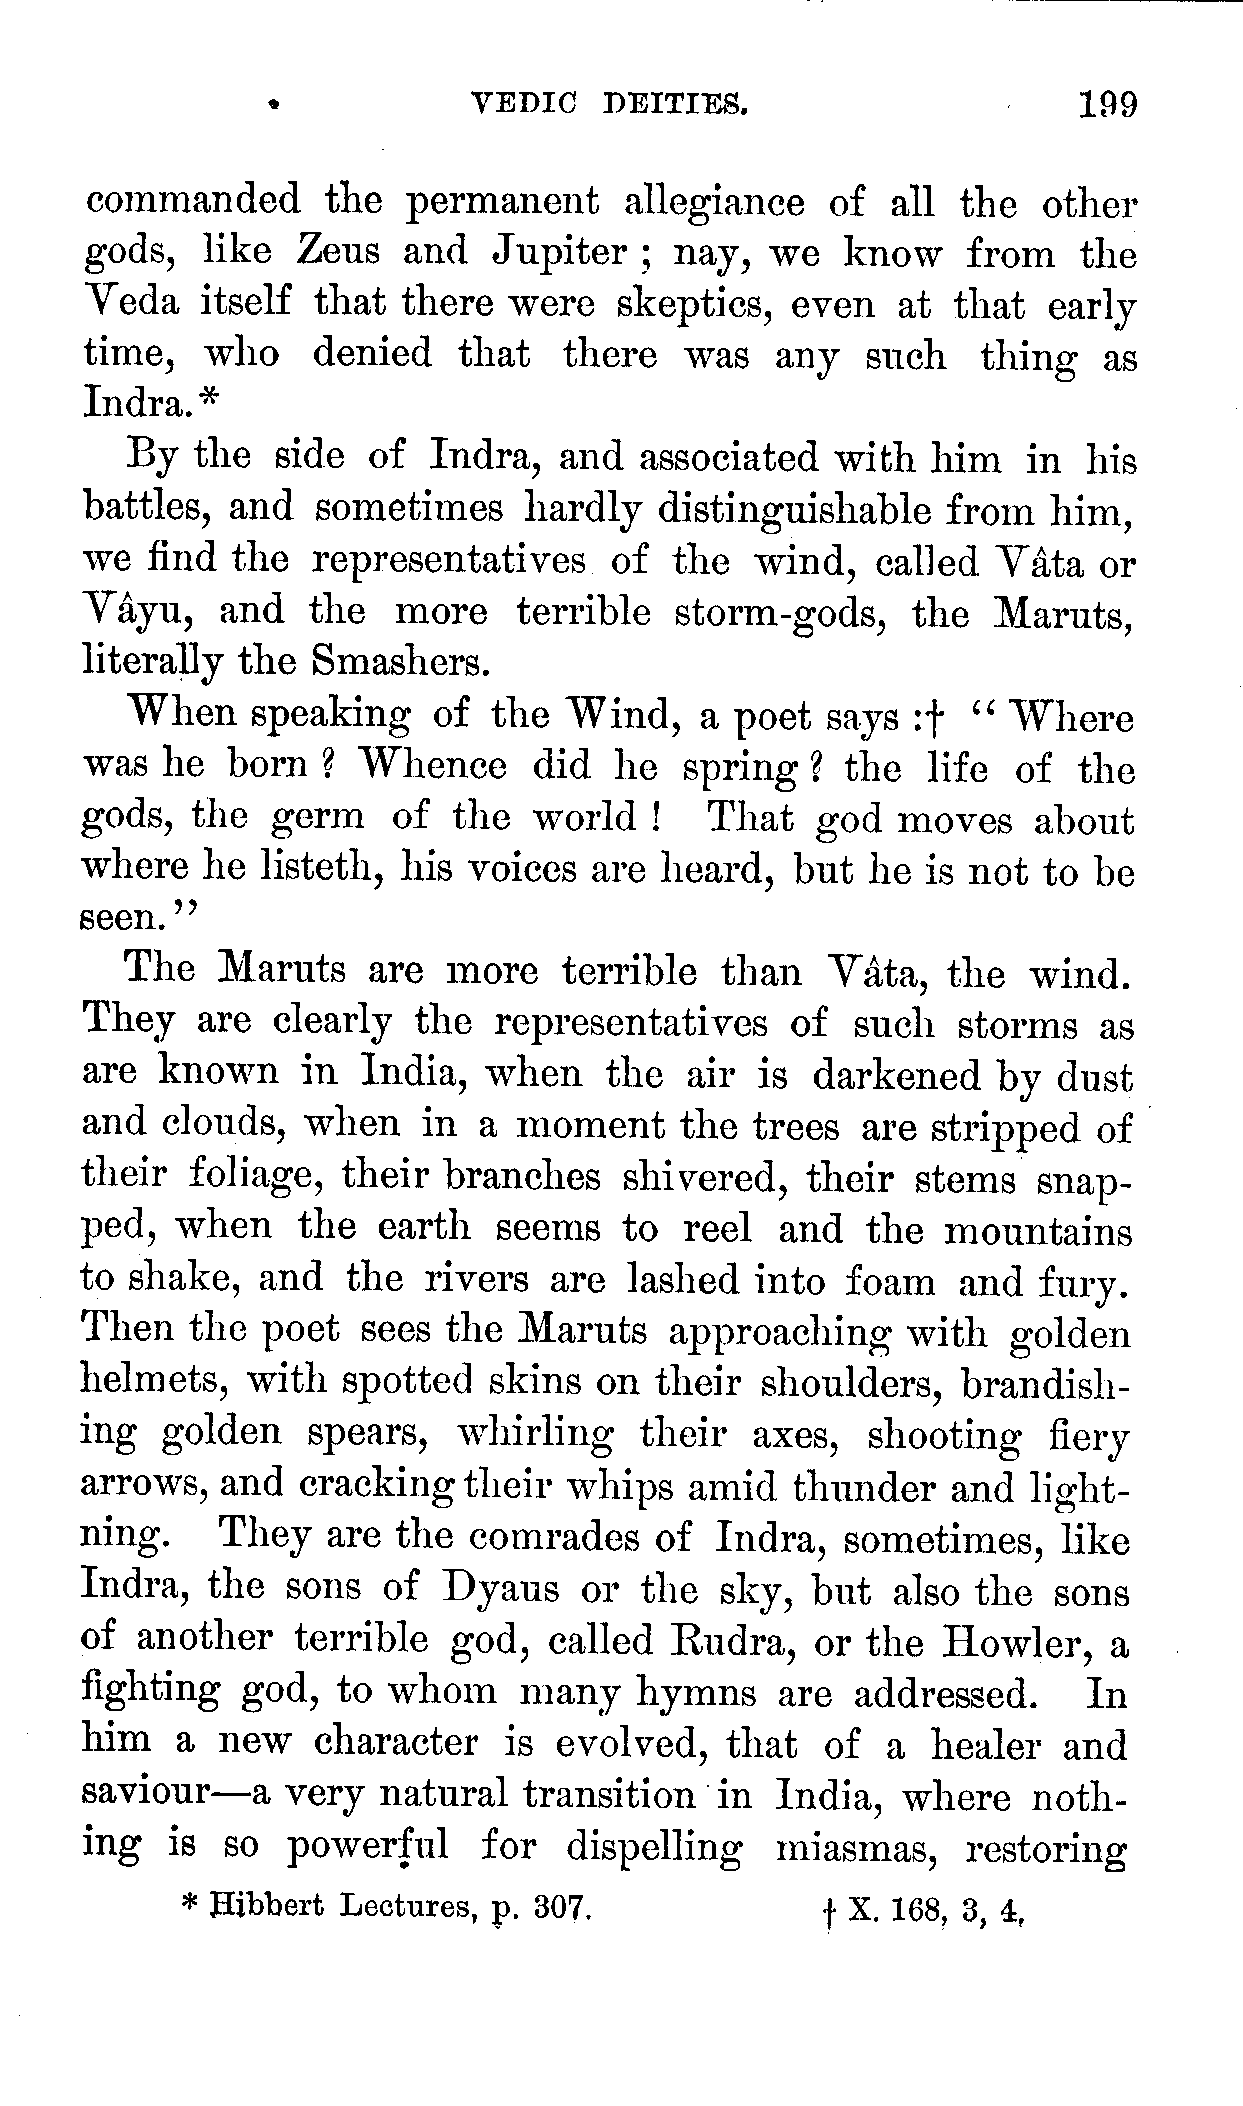 VEDIC DEITIES. 199
commanded the permanent allegiance of all the other
gods, like Zeus and Jupiter ; nay, we know from the
Veda itself that there were skeptics, even at that early
time, who denied that there was any such thing as
Indra.*
By the side of Indra, and associated with him in his
battles, and sometimes hardly distinguishable from him,
we find the representatives of the wind, called Vâta or
Vâyu, and the more terrible storm-gods, the Maruts,
literally the Smashers.
When speaking of the Wind, a poet says :† “ Where
was he born ? Whence did he spring ? the life of the
gods, the germ of the world ! That god moves about
where he listeth, his voices are heard, but he is not to be
seen.”
The Maruts are more terrible than Vâta, the wind.
They are clearly the representatives of such storms as
are known in India, when the air is darkened by dust
and clouds, when in a moment the trees are stripped of
their foliage, their branches shivered, their stems snap-
ped, when the earth seems to reel and the mountains
to shake, and the rivers are lashed into foam and fury.
Then the poet sees the Maruts approaching with golden
helmets, with spotted skins on their shoulders, brandish-
ing golden spears, whirling their axes, shooting fiery
arrows, and cracking their whips amid thunder and light-
ning. They are the comrades of Indra, sometimes, like
Indra, the sons of Dyaus or the sky, but also the sons
of another terrible god, called Rudra, or the Howler, a
fighting god, to whom many hymns are addressed. In
him a new character is evolved, that of a healer and
saviour—a very natural transition in India, where noth-
ing is so powerful for dispelling miasmas, restoring
* Hibbert Lectures, p. 307. † X. 168, 3, 4.